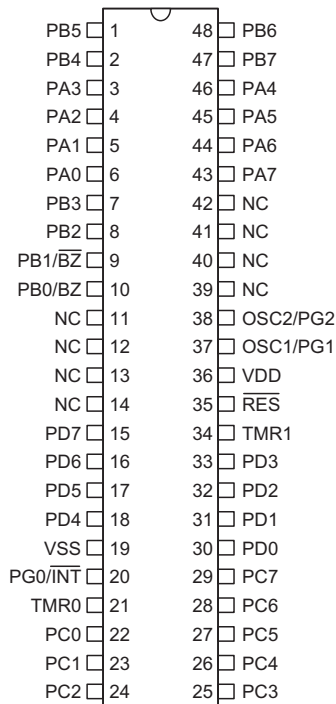 PB5 1 48 PB6
PB4 2 47 PB7
PA3 3 46 PA4
PA2 4 45 PA5
PA1 5 44 PA6
PA0 6 43 PA7
PB3 7 42 NC
PB2 8 41 NC
PB1/B̅Z̅ 9 40 NC
PB0/BZ 10 39 NC
NC 11 38 OSC2/PG2
NC 12 37 OSC1/PG1
NC 13 36 VDD
NC 14 35 R̅E̅S̅
PD7 15 34 TMR1
PD6 16 33 PD3
PD5 17 32 PD2
PD4 18 31 PD1
VSS 19 30 PD0
PG0/I̅N̅T̅ 20 29 PC7
TMR0 21 28 PC6
PC0 22 27 PC5
PC1 23 26 PC4
PC2 24 25 PC3